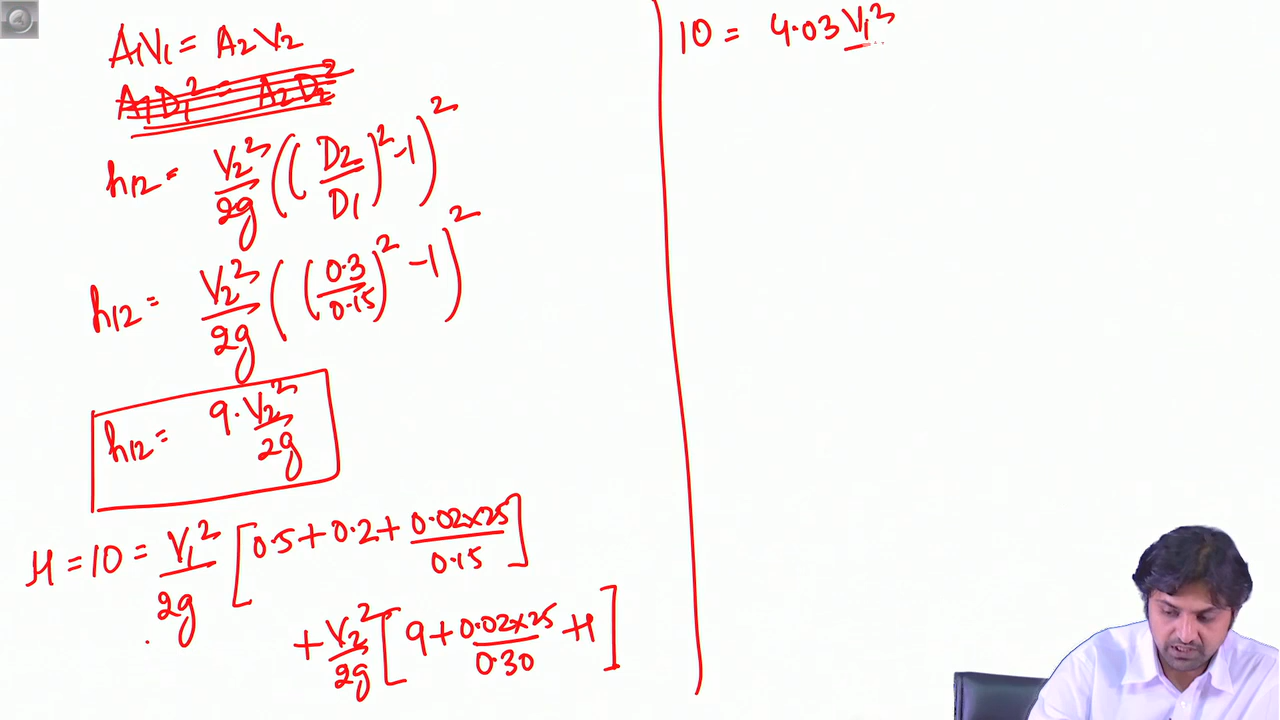 A₁V₁ = A₂V₂
A₁D₁² = A₂D₂²
h₁₂ = V₂²/2g ((D₂/D₁)² - 1)²
h₁₂ = V₂²/2g ((0.3/0.15)² - 1)²
h₁₂ = 9·V₂²/2g
H = 10 = V₁²/2g [0.5 + 0.2 + 0.02×25/0.15]
+ V₂²/2g [9 + 0.02×25/0.30 + 1]
10 = 4.03 V₁²